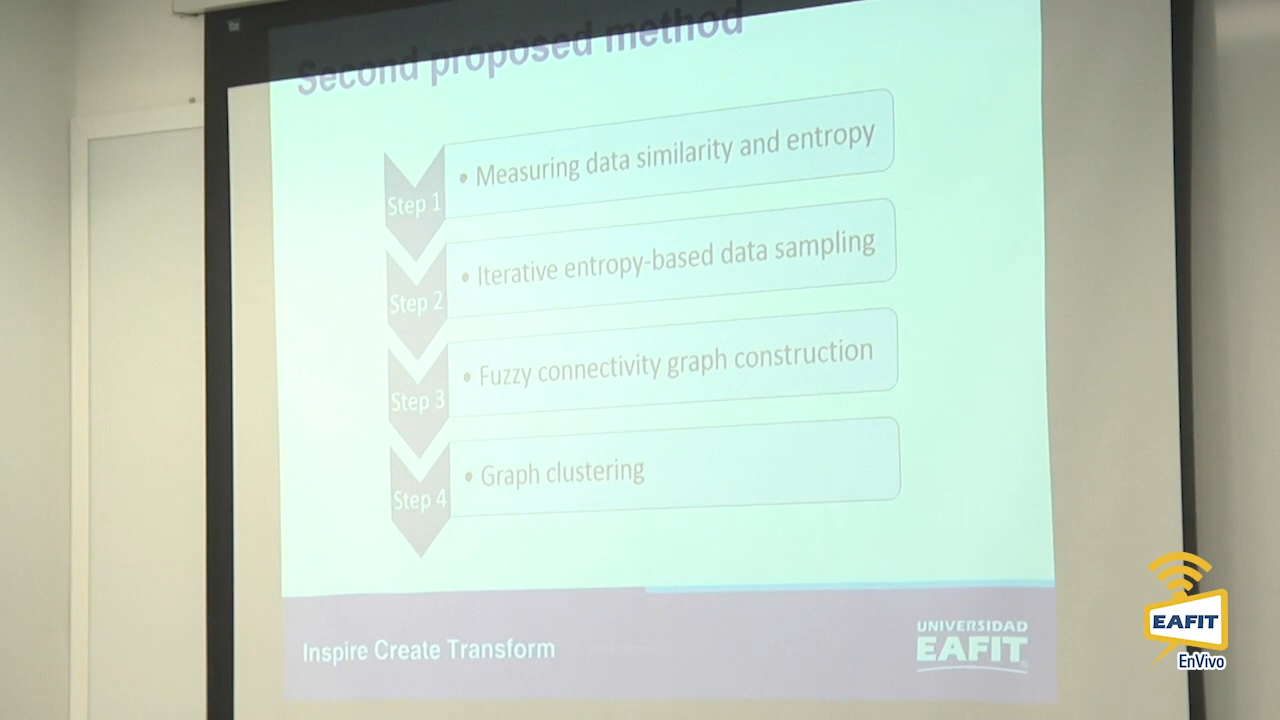 Second proposed method
Step 1
• Measuring data similarity and entropy
Step 2
• Iterative entropy-based data sampling
Step 3
• Fuzzy connectivity graph construction
Step 4
• Graph clustering
Inspire Create Transform
UNIVERSIDAD
EAFIT
EAFIT
EnVivo